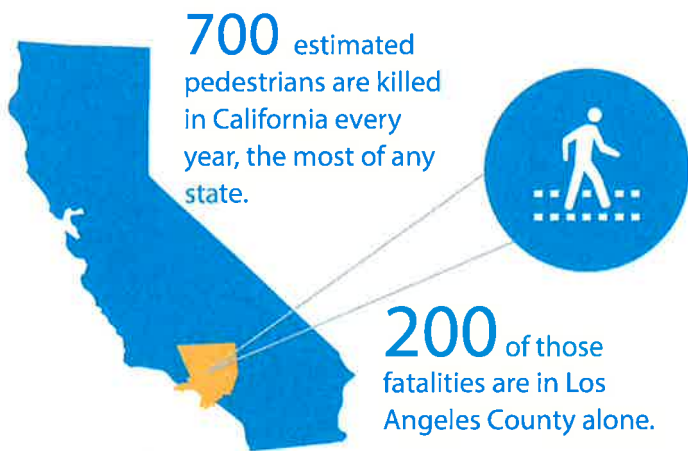 700 estimated
pedestrians are killed
in California every
year, the most of any
state.
200 of those
fatalities are in Los
Angeles County alone.